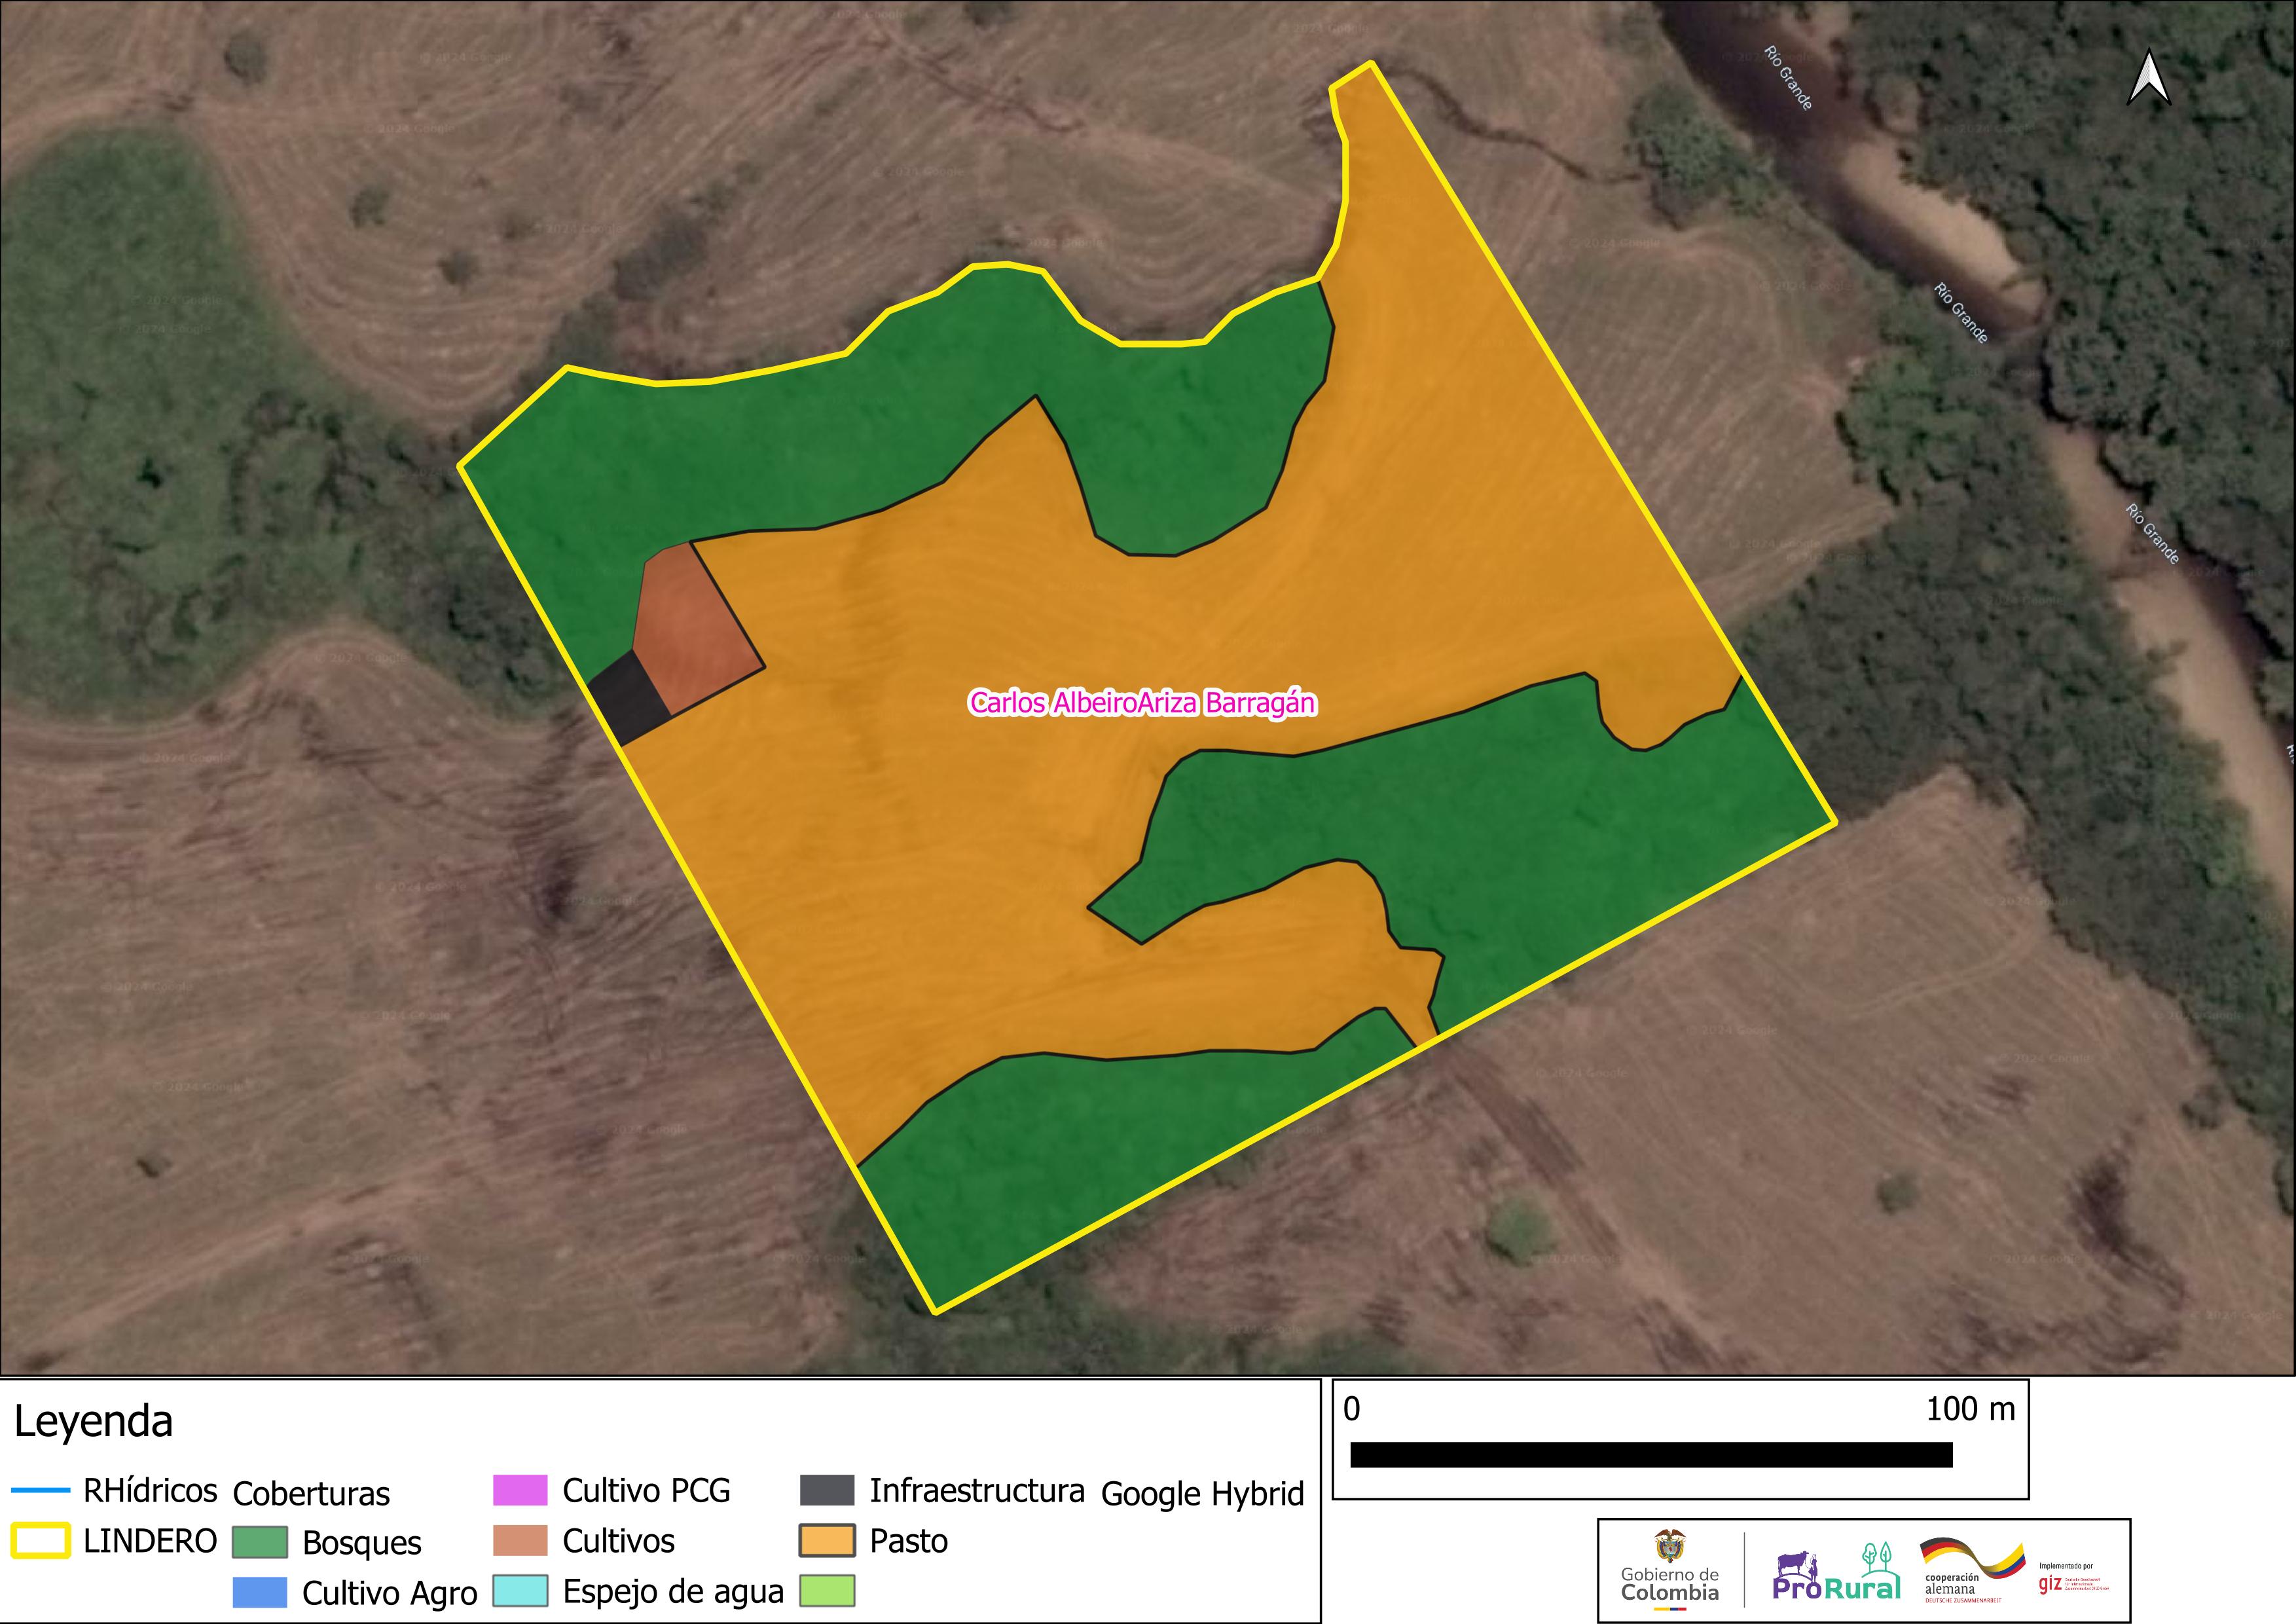 Río Grande
Río Grande
Río Grande
Carlos AlbeiroAriza Barragán
Leyenda
RHídricos
LINDERO
Coberturas
Bosques
Cultivo Agro
Cultivo PCG
Cultivos
Espejo de agua
Infraestructura
Pasto
Google Hybrid
0 100 m
Gobierno de
Colombia
ProRural
cooperación
alemana
DEUTSCHE ZUSAMMENARBEIT
Implementado por
giz